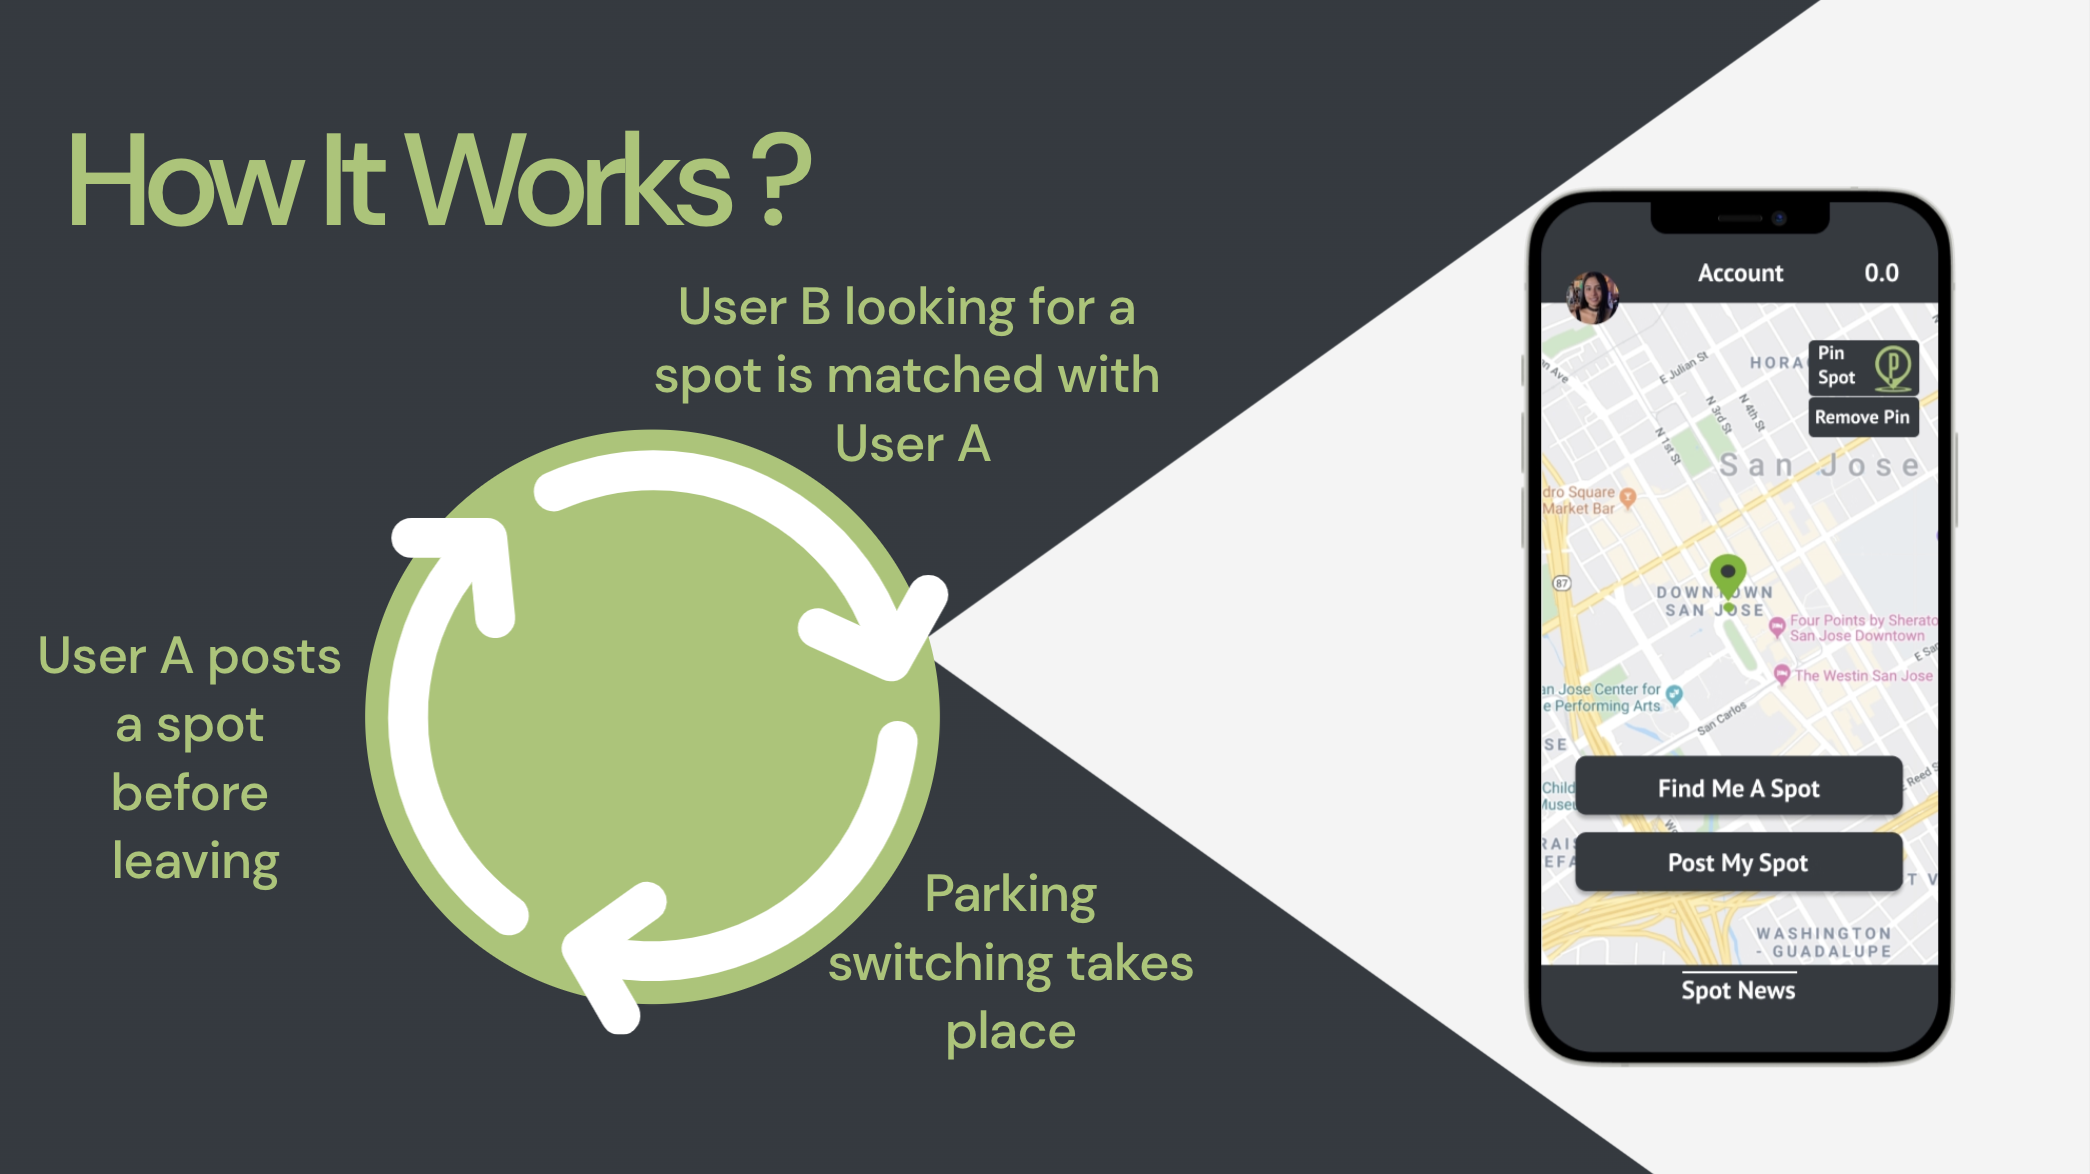 How It Works ?
User B looking for a
spot is matched with
User A
User A posts
a spot
before
leaving
Parking
switching takes
place
Account
0.0
Pin
Spot
P
Remove Pin
E Julian St
HORA
N 3rd St
N 4th St
N 1st St
San Jose
dro Square
Market Bar
87
DOWNTOWN
SAN JOSE
Four Points by Sherato
San Jose Downtown
E Sa
The Westin San Jose
an Jose Center for
e Performing Arts
San Carlos
SE
Reed S
Child
Muse
Find Me A Spot
RAI
EFA
Post My Spot
T V
WASHINGTON
- GUADALUPE
Spot News